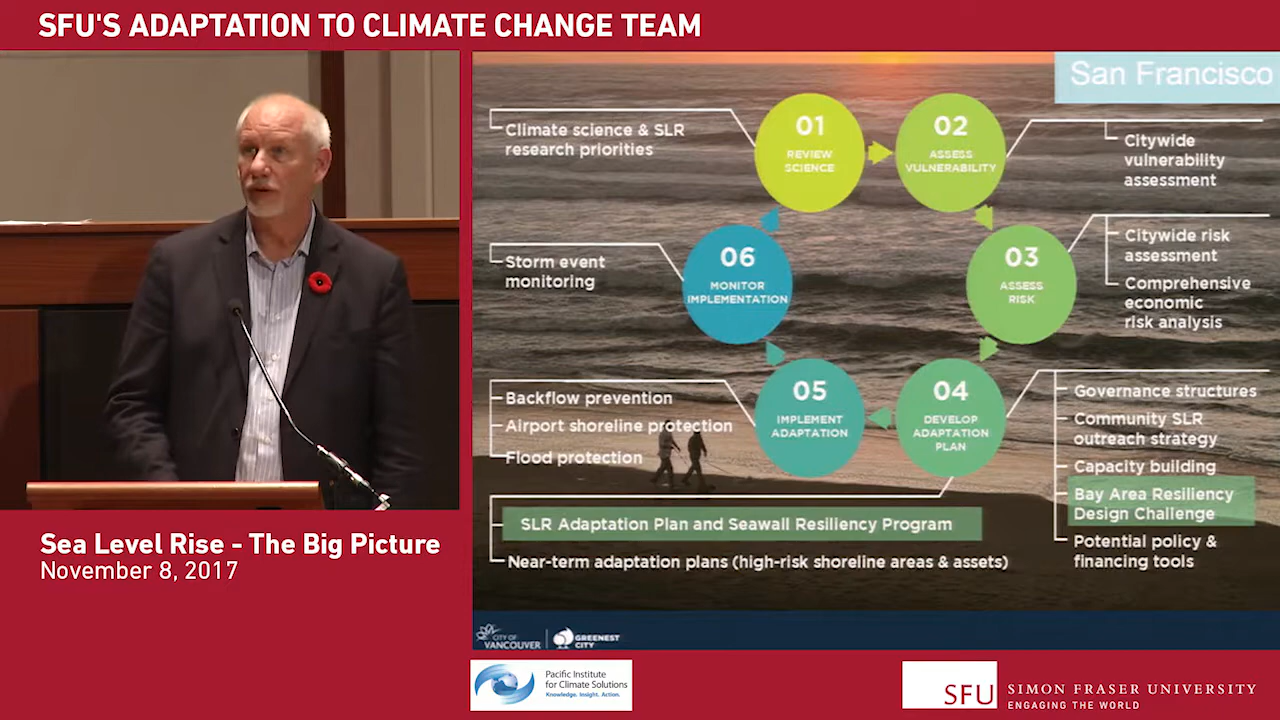 SFU'S ADAPTATION TO CLIMATE CHANGE TEAM
San Francisco
Climate science & SLR
research priorities
01
REVIEW
SCIENCE
02
ASSESS
VULNERABILITY
Citywide
vulnerability
assessment
03
ASSESS
RISK
Citywide risk
assessment
Comprehensive
economic
risk analysis
06
MONITOR
IMPLEMENTATION
Storm event
monitoring
05
IMPLEMENT
ADAPTATION
Backflow prevention
Airport shoreline protection
Flood protection
04
DEVELOP
ADAPTATION
PLAN
Governance structures
Community SLR
outreach strategy
Capacity building
Bay Area Resiliency
Design Challenge
Potential policy &
financing tools
SLR Adaptation Plan and Seawall Resiliency Program
Near-term adaptation plans (high-risk shoreline areas & assets)
Sea Level Rise - The Big Picture
November 8, 2017
CITY OF
VANCOUVER
GREENEST
CITY
Pacific Institute
for Climate Solutions
Knowledge. Insight. Action.
SFU
SIMON FRASER UNIVERSITY
ENGAGING THE WORLD